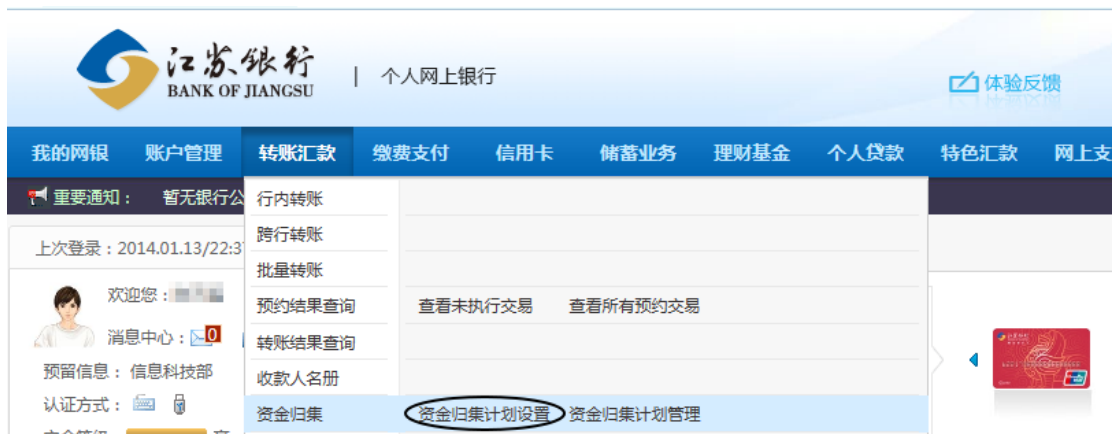 江苏银行 | 个人网上银行
BANK OF JIANGSU
体验反馈
我的网银 账户管理 转账汇款 缴费支付 信用卡 储蓄业务 理财基金 个人贷款 特色汇款 网上支
重要通知： 暂无银行公
行内转账
上次登录：2014.01.13/22:3
跨行转账
批量转账
欢迎您：
预约结果查询 查看未执行交易 查看所有预约交易
消息中心： 0
转账结果查询
预留信息： 信息科技部
收款人名册
认证方式：
资金归集 资金归集计划设置 资金归集计划管理